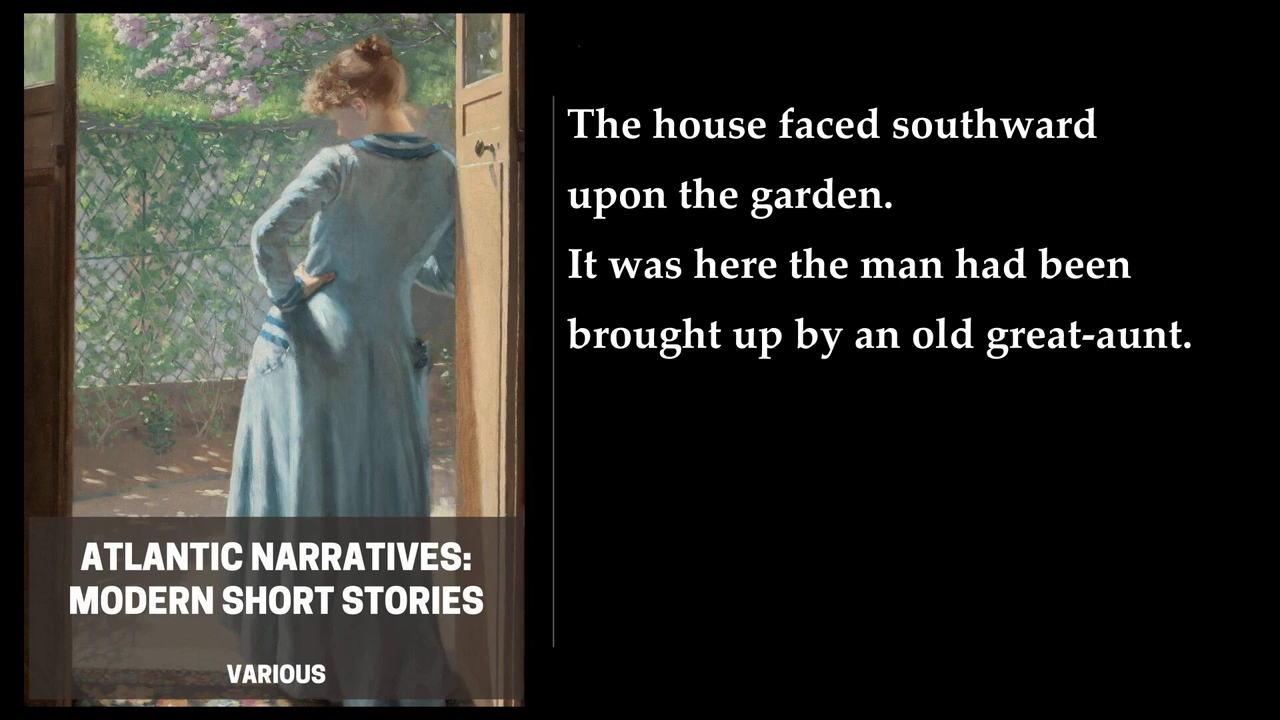 The house faced southward
upon the garden.
It was here the man had been
brought up by an old great-aunt.
ATLANTIC NARRATIVES:
MODERN SHORT STORIES
VARIOUS